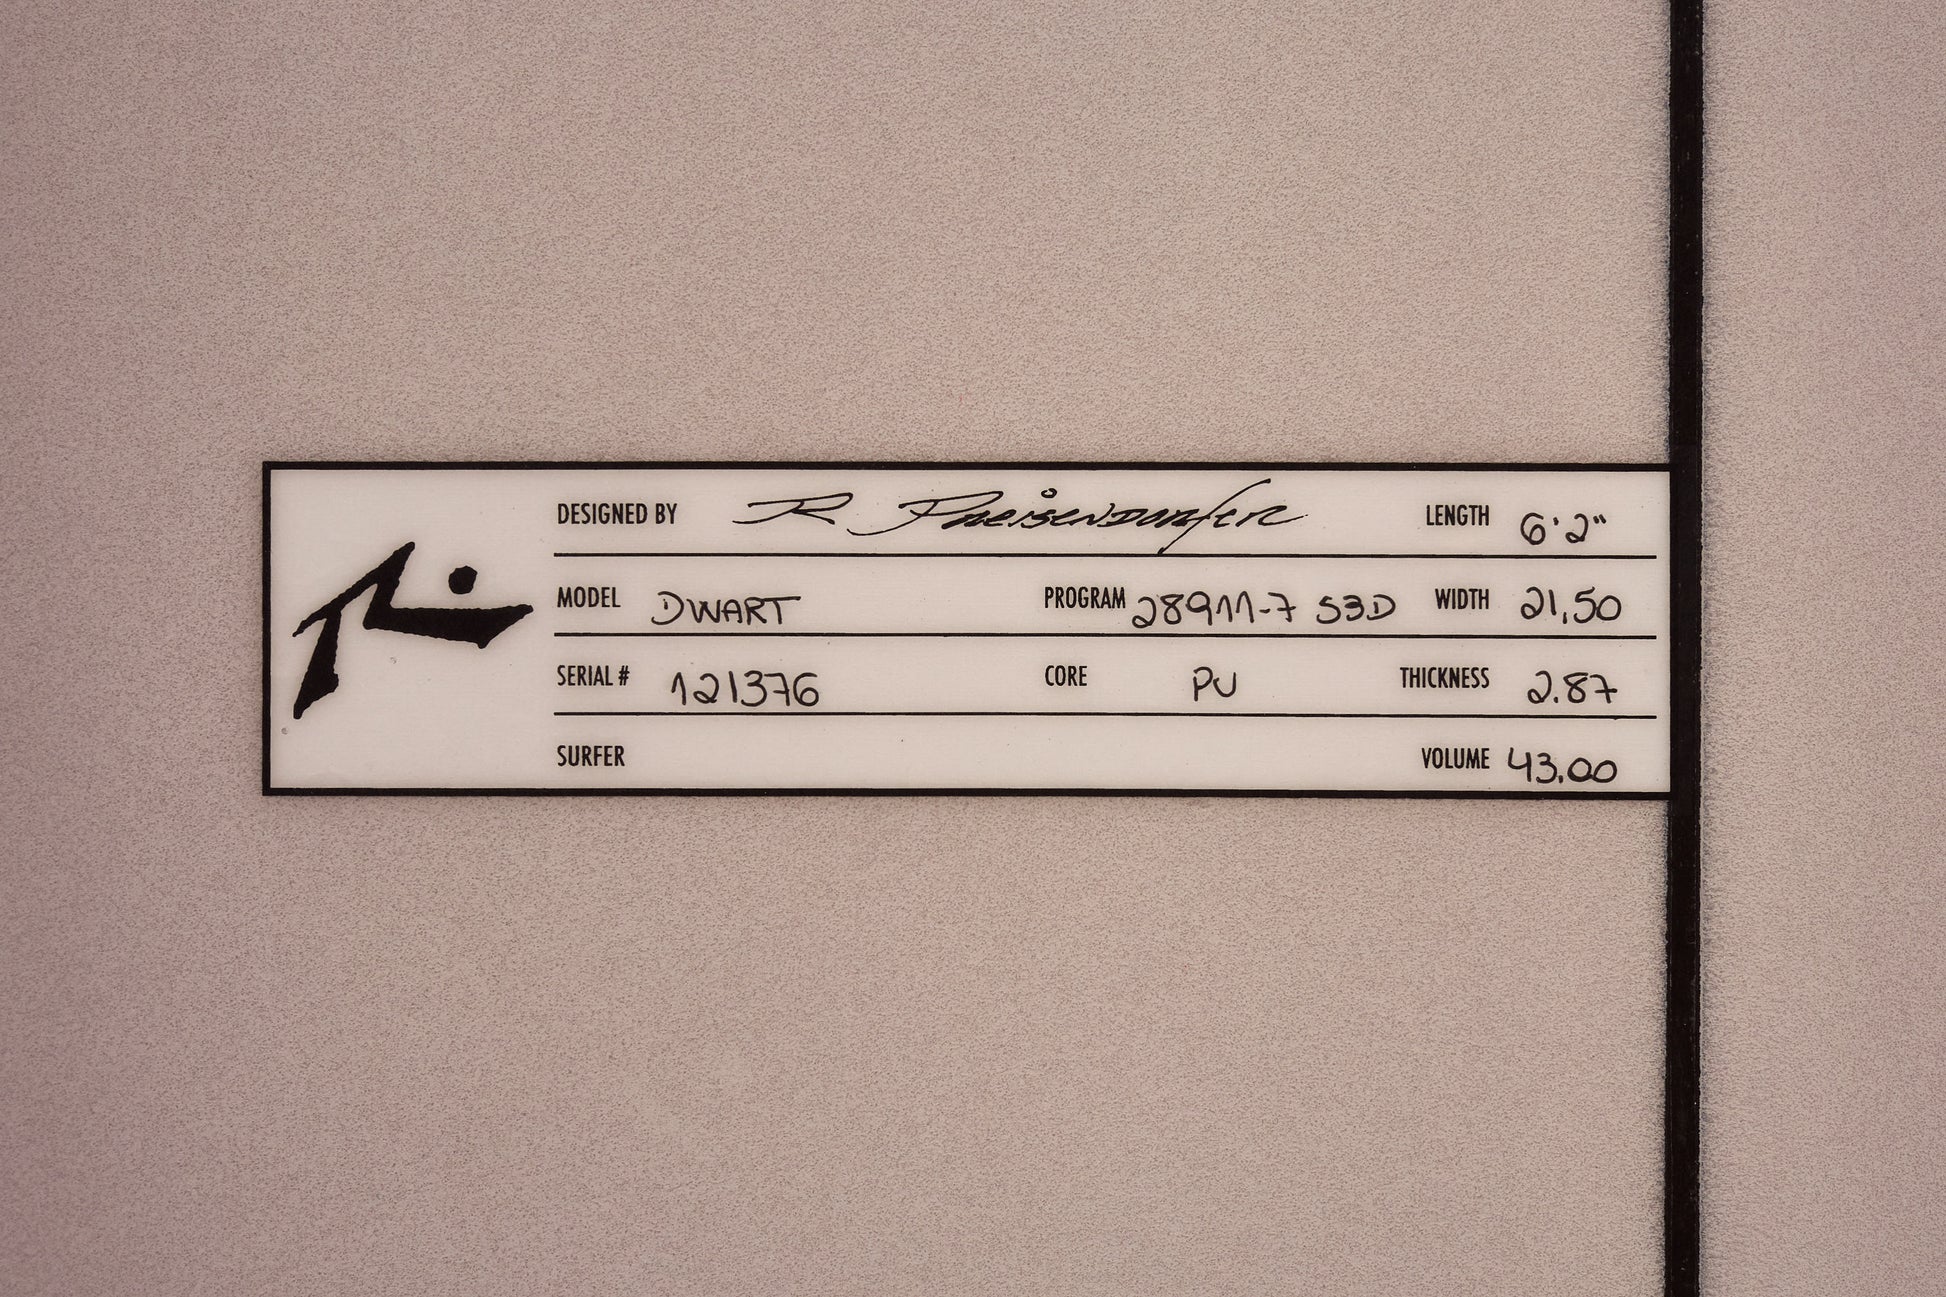 DESIGNED BY R. Preisendorfer LENGTH 6'2"
MODEL DWART PROGRAM 28911-7 S3D WIDTH 21.50
SERIAL # 121376 CORE PU THICKNESS 2.87
SURFER VOLUME 43.00